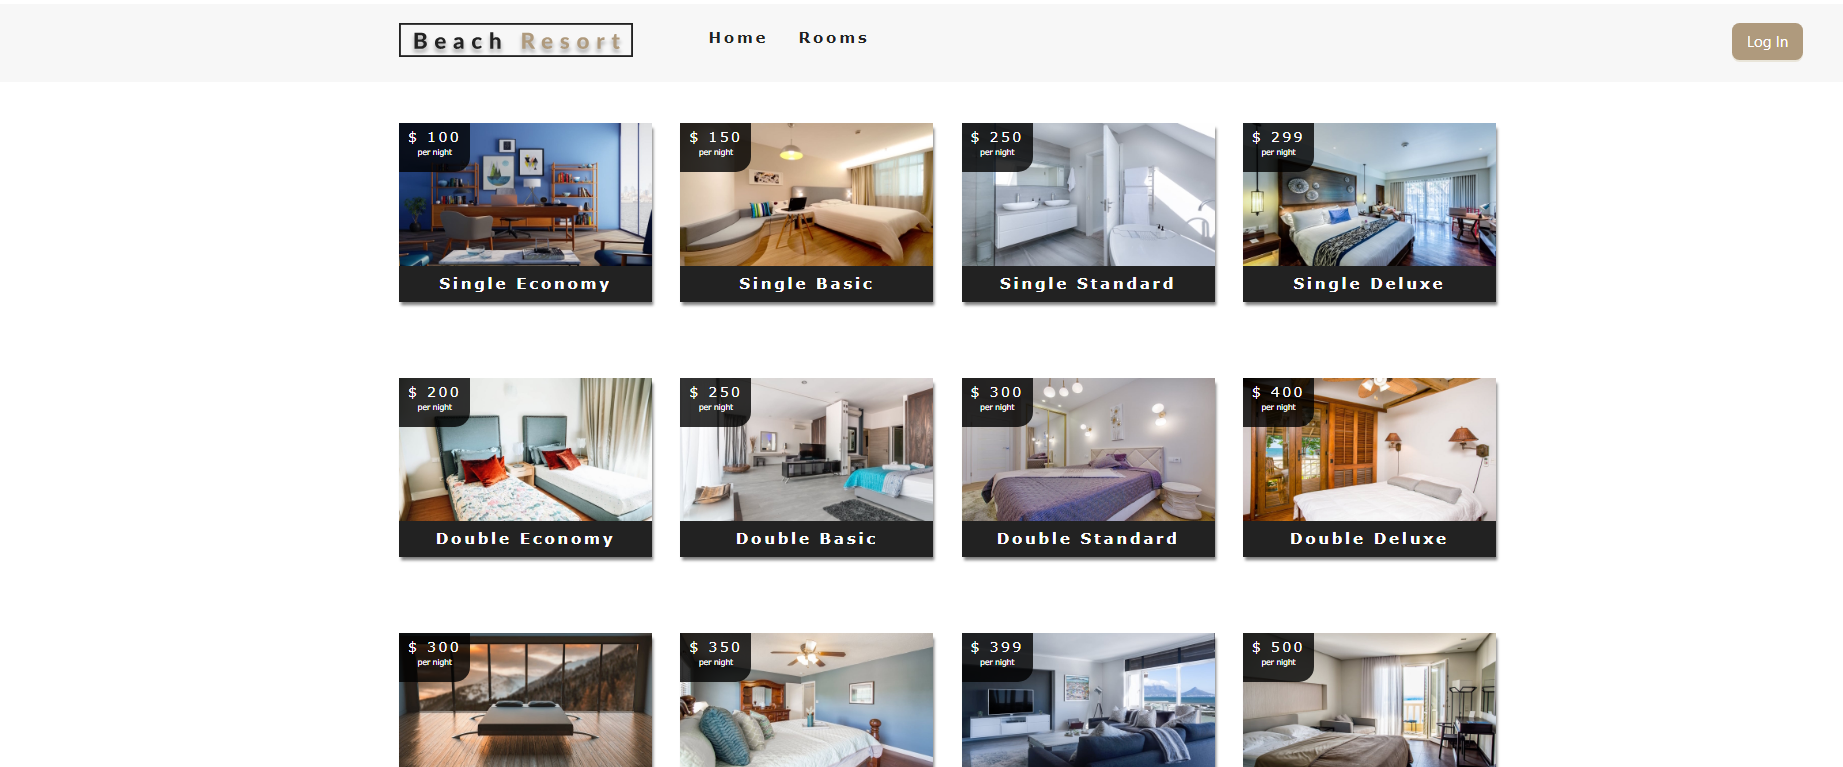 Beach Resort
Home Rooms
Log In
$ 100
per night
$ 150
per night
$ 250
per night
$ 299
per night
Single Economy
Single Basic
Single Standard
Single Deluxe
$ 200
per night
$ 250
per night
$ 300
per night
$ 400
per night
Double Economy
Double Basic
Double Standard
Double Deluxe
$ 300
per night
$ 350
per night
$ 399
per night
$ 500
per night